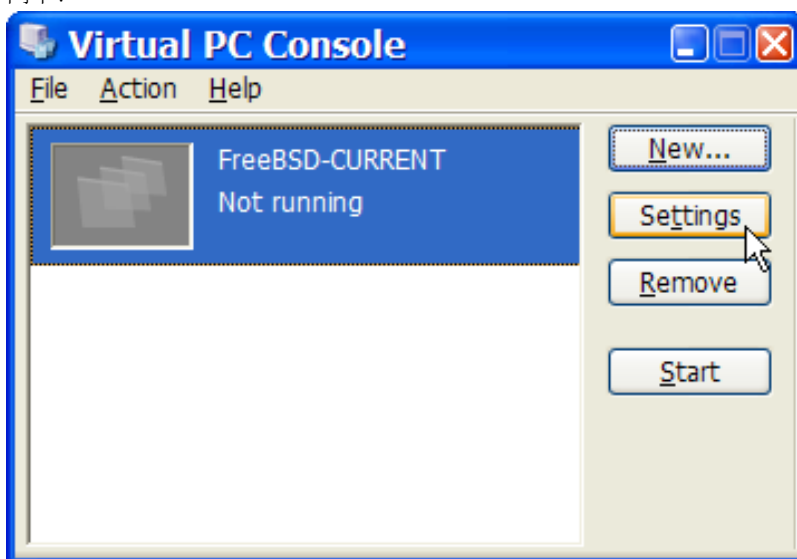 Virtual PC Console
File Action Help
FreeBSD-CURRENT
Not running
New...
Settings
Remove
Start